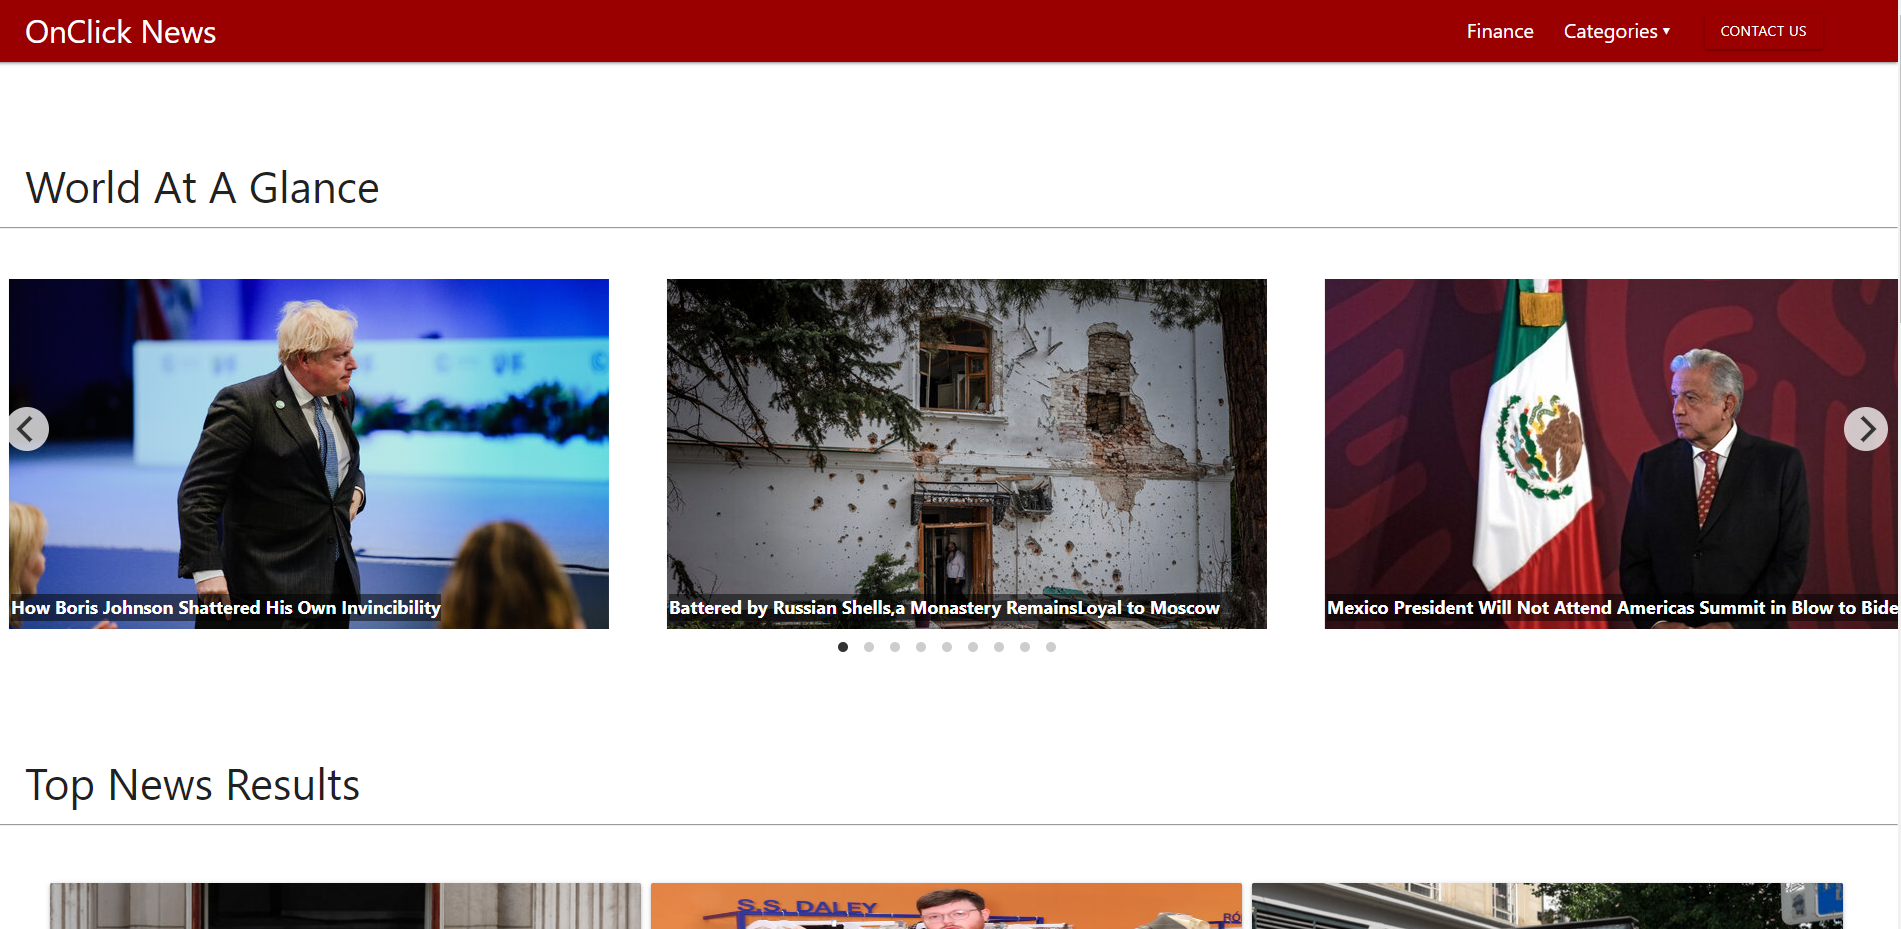 OnClick News
Finance
Categories ▾
CONTACT US
World At A Glance
How Boris Johnson Shattered His Own Invincibility
Battered by Russian Shells,a Monastery RemainsLoyal to Moscow
Mexico President Will Not Attend Americas Summit in Blow to Bide
Top News Results
S.S. DALEY